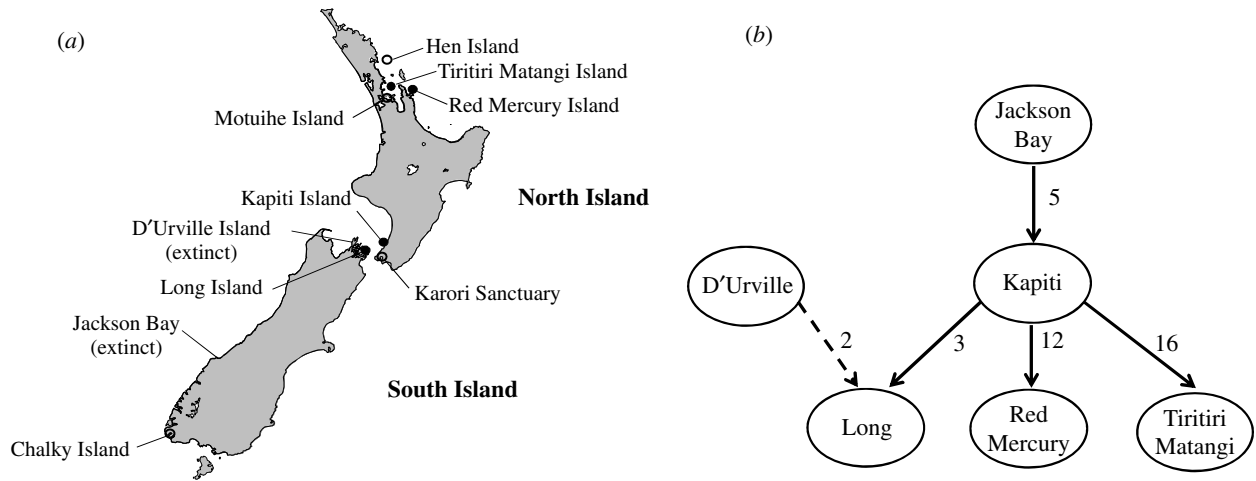 (a)
Hen Island
Tiritiri Matangi Island
Red Mercury Island
Motuihe Island
Kapiti Island
North Island
D′Urville Island
(extinct)
Long Island
Karori Sanctuary
Jackson Bay
(extinct)
South Island
Chalky Island
(b)
Jackson
Bay
5
D′Urville
Kapiti
2
3
12
16
Long
Red
Mercury
Tiritiri
Matangi